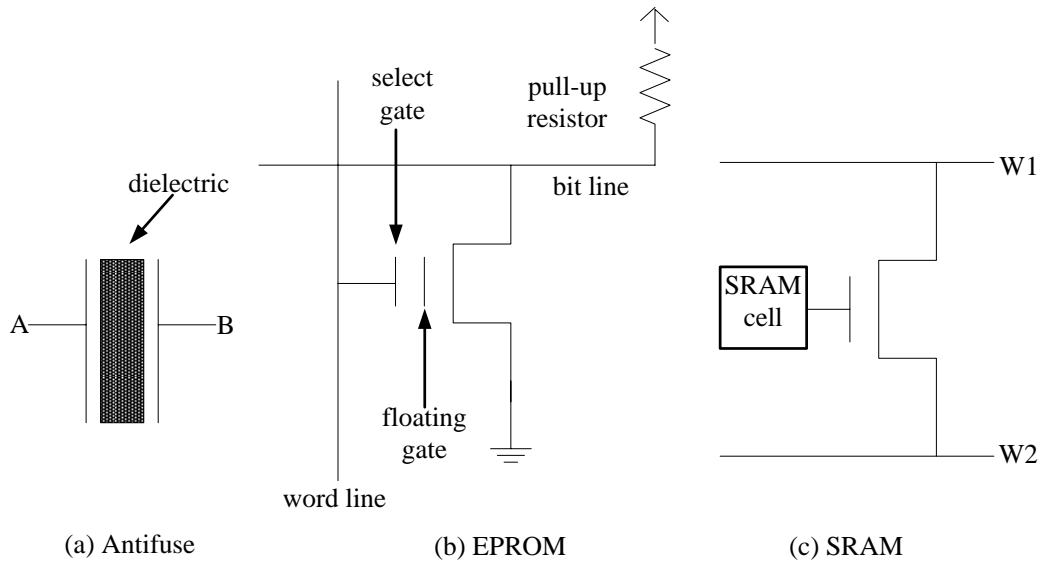 dielectric
A
B
(a) Antifuse
select
gate
pull-up
resistor
bit line
floating
gate
word line
(b) EPROM
W1
SRAM
cell
W2
(c) SRAM